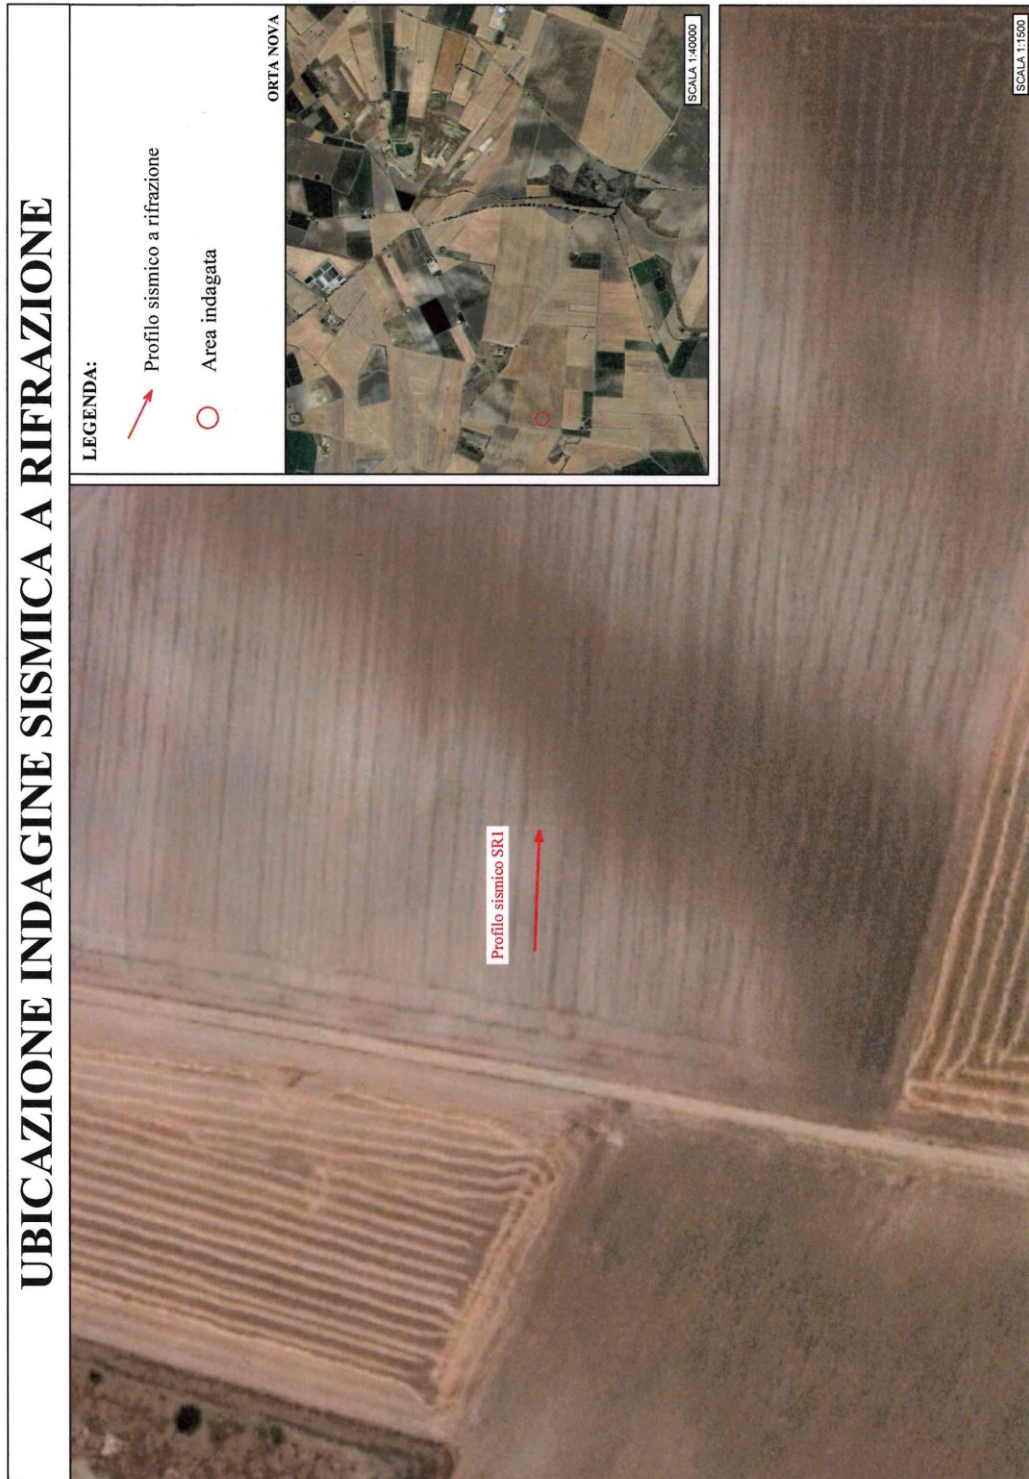 UBICAZIONE INDAGINE SISMICA A RIFRAZIONE
LEGENDA:
Profilo sismico a rifrazione
Area indagata
ORTA NOVA
SCALA 1:40000
Profilo sismico SR1
SCALA 1:1500